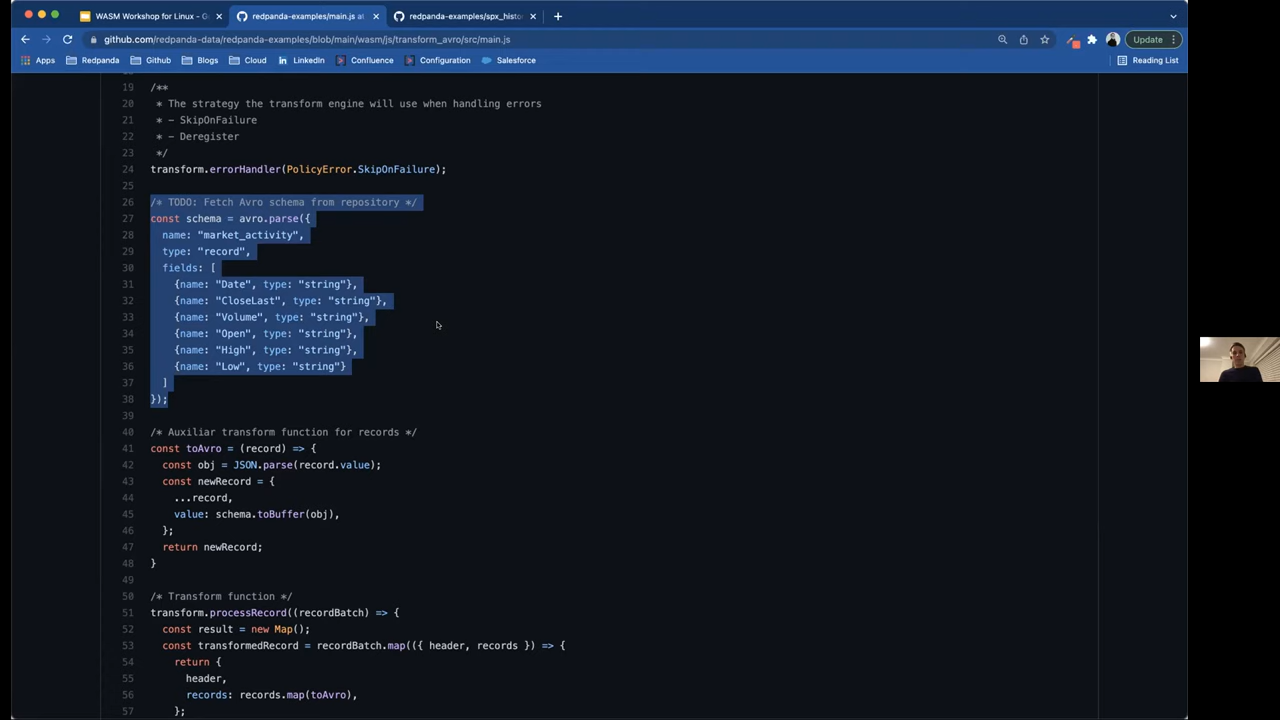 WASM Workshop for Linux - G
redpanda-examples/main.js at
redpanda-examples/spx_histo
github.com/redpanda-data/redpanda-examples/blob/main/wasm/js/transform_avro/src/main.js
Update
Apps Redpanda Github Blogs Cloud LinkedIn Confluence Configuration Salesforce Reading List
19 /**
20 * The strategy the transform engine will use when handling errors
21 * - SkipOnFailure
22 * - Deregister
23 */
24 transform.errorHandler(PolicyError.SkipOnFailure);
25
26 /* TODO: Fetch Avro schema from repository */
27 const schema = avro.parse({
28 name: "market_activity",
29 type: "record",
30 fields: [
31 {name: "Date", type: "string"},
32 {name: "CloseLast", type: "string"},
33 {name: "Volume", type: "string"},
34 {name: "Open", type: "string"},
35 {name: "High", type: "string"},
36 {name: "Low", type: "string"}
37 ]
38 });
39
40 /* Auxiliar transform function for records */
41 const toAvro = (record) => {
42 const obj = JSON.parse(record.value);
43 const newRecord = {
44 ...record,
45 value: schema.toBuffer(obj),
46 };
47 return newRecord;
48 }
49
50 /* Transform function */
51 transform.processRecord((recordBatch) => {
52 const result = new Map();
53 const transformedRecord = recordBatch.map(({ header, records }) => {
54 return {
55 header,
56 records: records.map(toAvro),
57 };